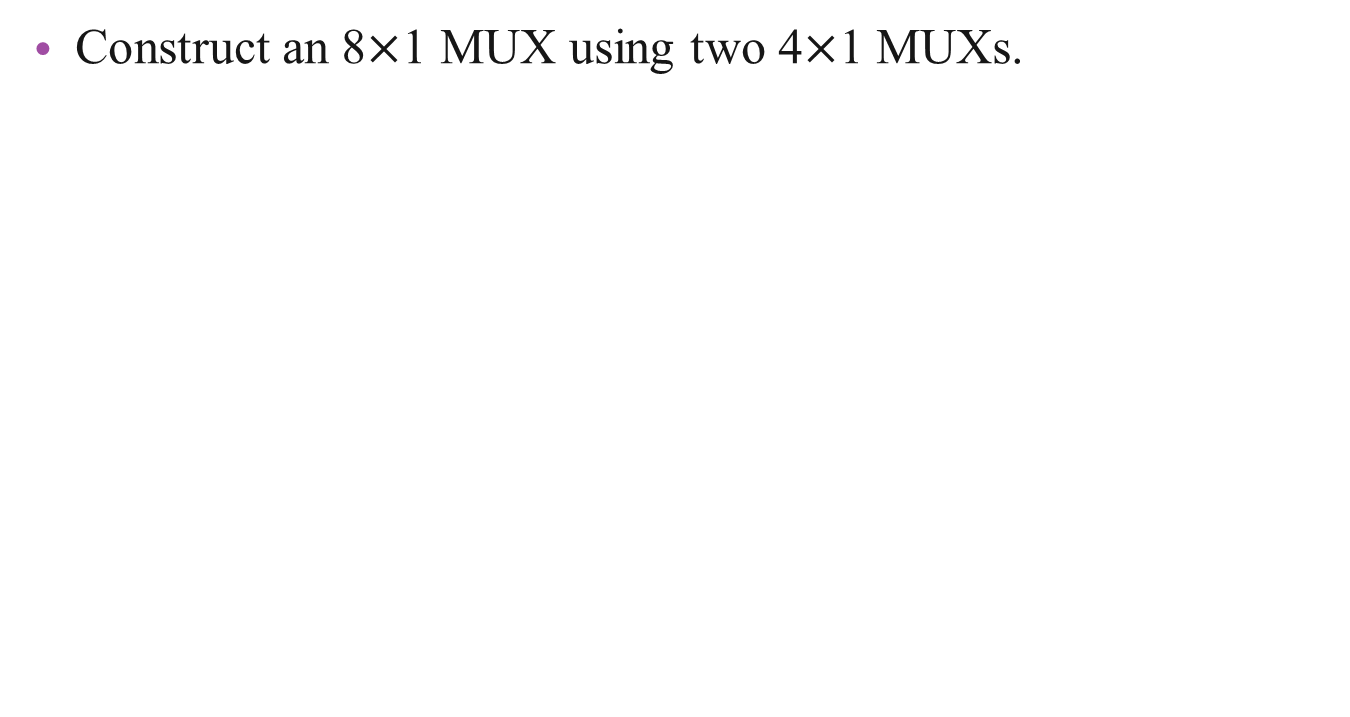 • Construct an 8×1 MUX using two 4×1 MUXs.